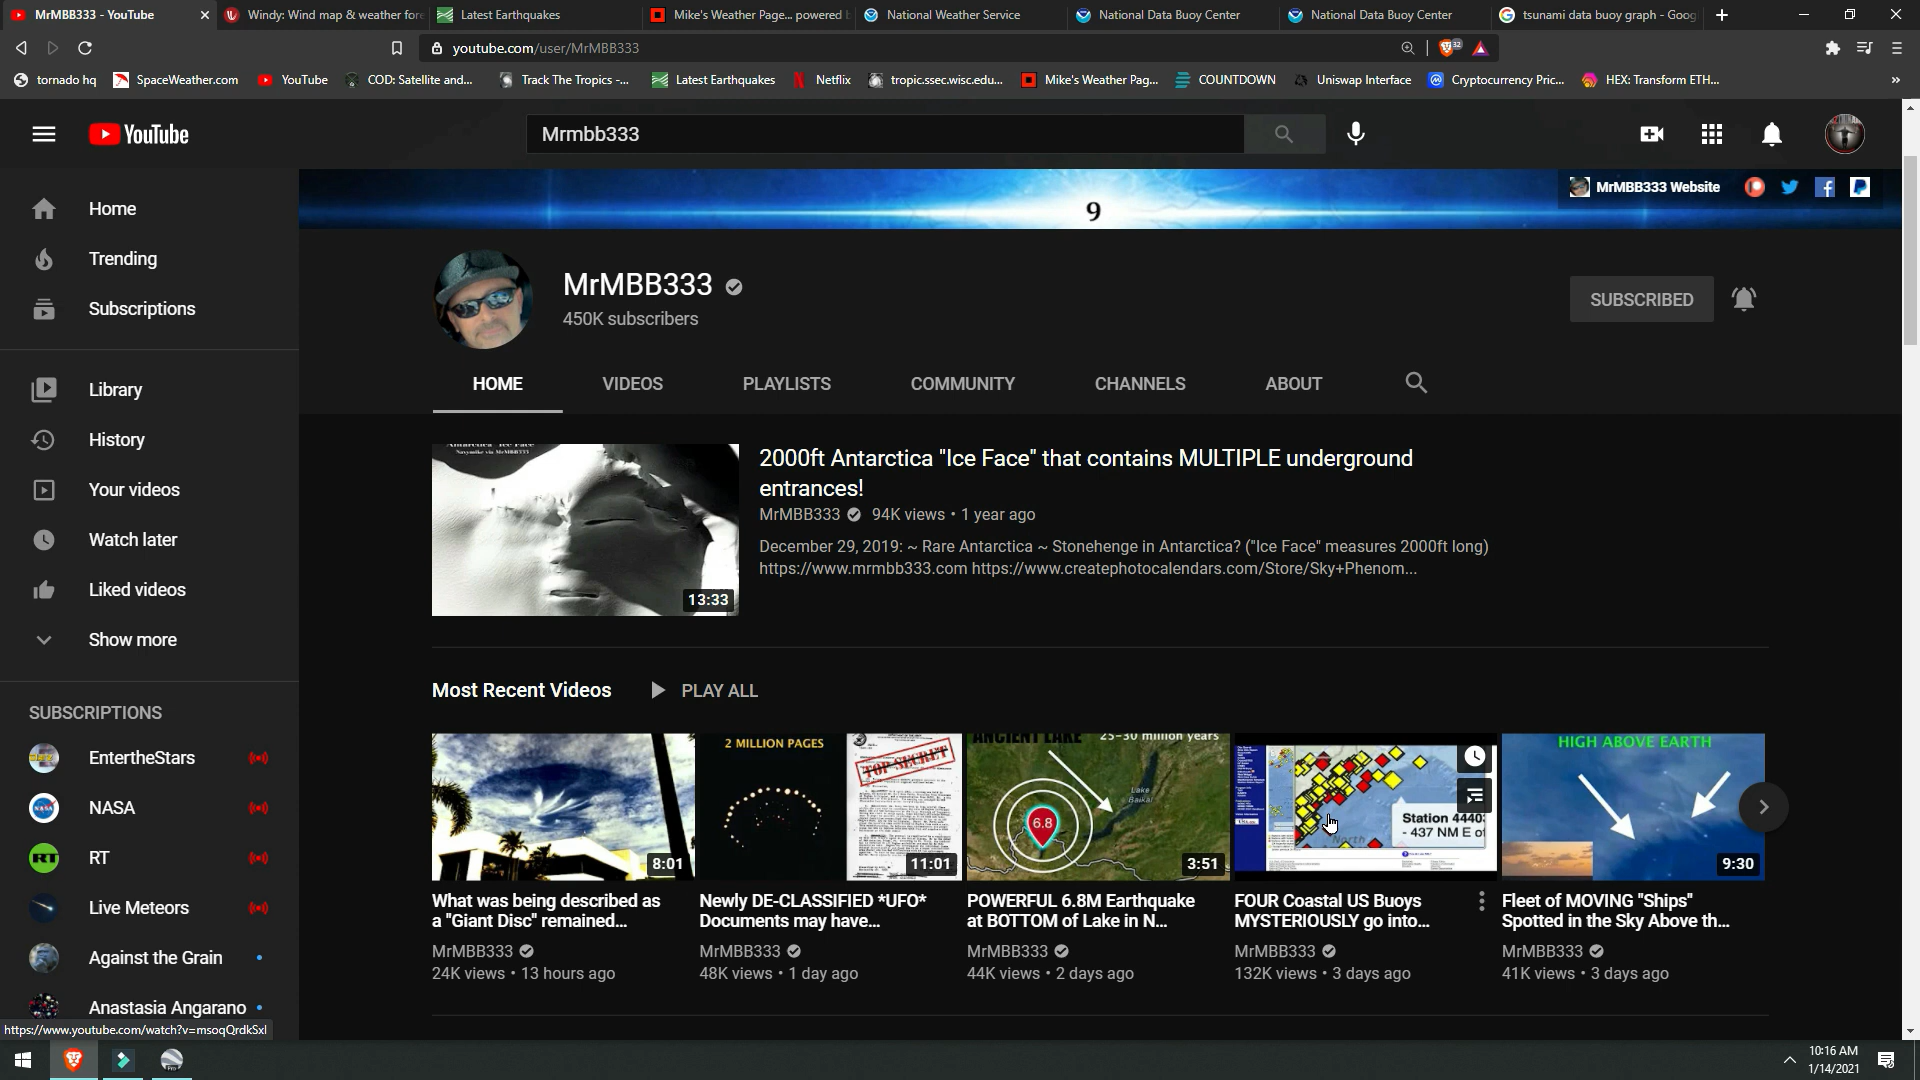 MrMBB333 - YouTube
Windy: Wind map & weather fore
Latest Earthquakes
Mike's Weather Page... powered b
National Weather Service
National Data Buoy Center
National Data Buoy Center
tsunami data buoy graph - Goog
youtube.com/user/MrMBB333
32
tornado hq
SpaceWeather.com
YouTube
COD: Satellite and...
Track The Tropics -...
Latest Earthquakes
Netflix
tropic.ssec.wisc.edu...
Mike's Weather Pag...
COUNTDOWN
Uniswap Interface
Cryptocurrency Pric...
HEX: Transform ETH...
YouTube
Mrmbb333
Home
Trending
Subscriptions
Library
History
Your videos
Watch later
Liked videos
Show more
SUBSCRIPTIONS
EntertheStars
NASA
RT
Live Meteors
Against the Grain
Anastasia Angarano
9
MrMBB333 Website
MrMBB333
450K subscribers
SUBSCRIBED
HOME
VIDEOS
PLAYLISTS
COMMUNITY
CHANNELS
ABOUT
Antarctica "Ice Face"
13:33
2000ft Antarctica "Ice Face" that contains MULTIPLE underground
entrances!
MrMBB333 94K views • 1 year ago
December 29, 2019: ~ Rare Antarctica ~ Stonehenge in Antarctica? ("Ice Face" measures 2000ft long)
https://www.mrmbb333.com https://www.createphotocalendars.com/Store/Sky+Phenom...
Most Recent Videos
PLAY ALL
8:01
What was being described as
a "Giant Disc" remained...
MrMBB333
24K views • 13 hours ago
2 MILLION PAGES
TOP SECRET
11:01
Newly DE-CLASSIFIED *UFO*
Documents may have...
MrMBB333
48K views • 1 day ago
ANCIENT LAKE
25-30 million years
Lake
Baikal
6.8
3:51
POWERFUL 6.8M Earthquake
at BOTTOM of Lake in N...
MrMBB333
44K views • 2 days ago
Station 4440
- 437 NM E of
North
FOUR Coastal US Buoys
MYSTERIOUSLY go into...
MrMBB333
132K views • 3 days ago
HIGH ABOVE EARTH
9:30
Fleet of MOVING "Ships"
Spotted in the Sky Above th...
MrMBB333
41K views • 3 days ago
https://www.youtube.com/watch?v=msoqQrdkSxI
10:16 AM
1/14/2021